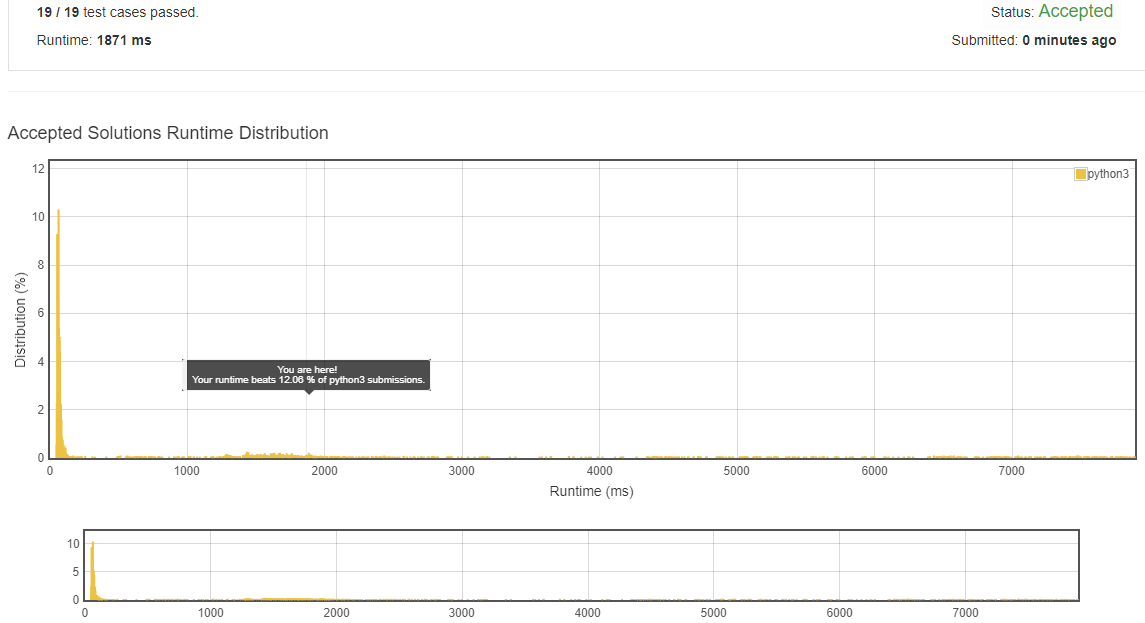 19 / 19 test cases passed.
Status: Accepted
Runtime: 1871 ms
Submitted: 0 minutes ago
Accepted Solutions Runtime Distribution
12
10
8
6
4
2
0
Distribution (%)
python3
You are here!
Your runtime beats 12.06 % of python3 submissions.
0 1000 2000 3000 4000 5000 6000 7000
Runtime (ms)
10
5
0
0 1000 2000 3000 4000 5000 6000 7000